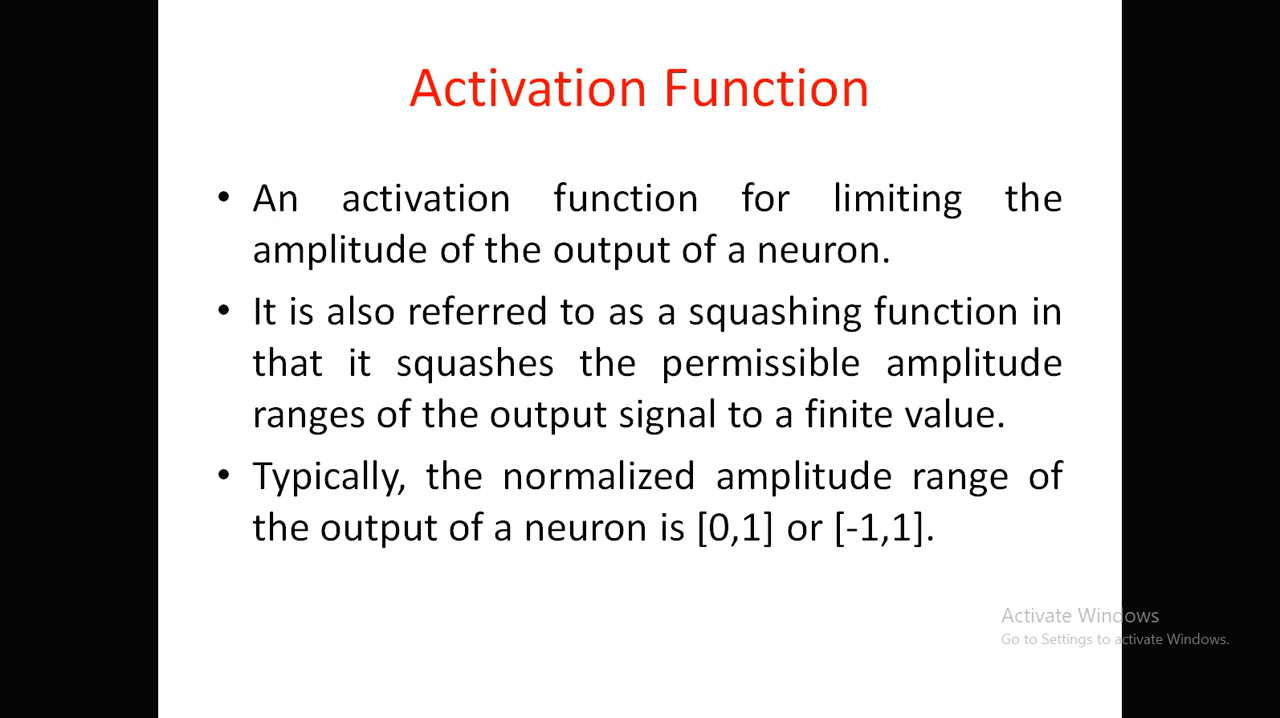 Activation Function
• An activation function for limiting the
amplitude of the output of a neuron.
• It is also referred to as a squashing function in
that it squashes the permissible amplitude
ranges of the output signal to a finite value.
• Typically, the normalized amplitude range of
the output of a neuron is [0,1] or [-1,1].
Activate Windows
Go to Settings to activate Windows.